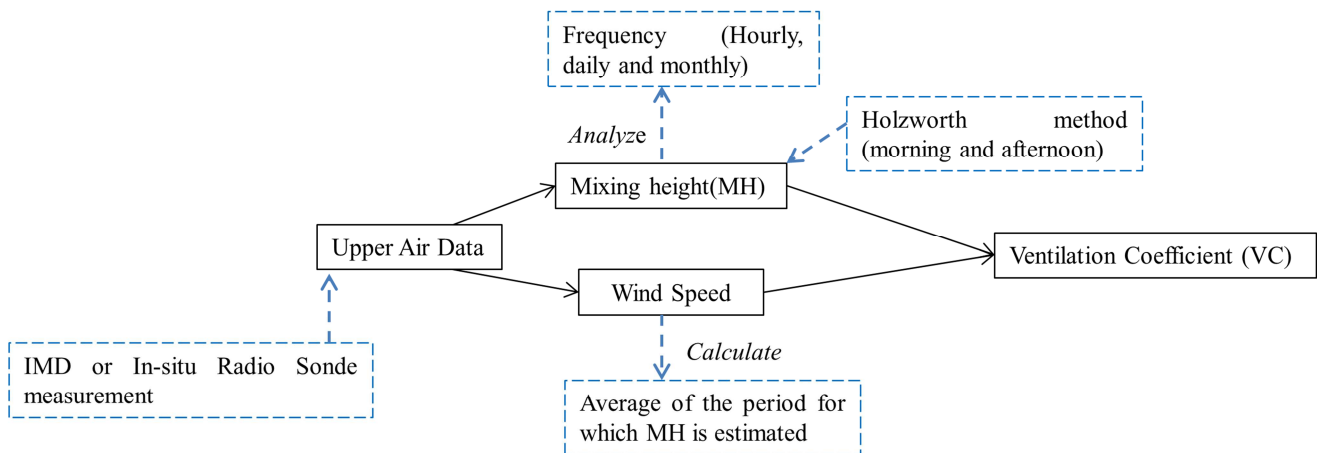 Frequency (Hourly,
daily and monthly)
Holzworth method
(morning and afternoon)
Analyze
Mixing height(MH)
Upper Air Data
Ventilation Coefficient (VC)
Wind Speed
IMD or In-situ Radio Sonde
measurement
Calculate
Average of the period for
which MH is estimated